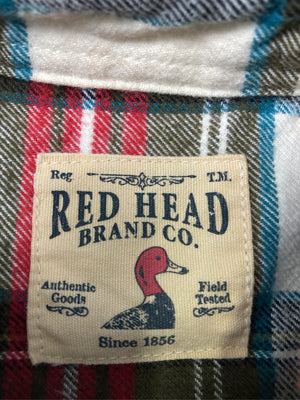 Reg T.M.
RED HEAD
BRAND CO.
Authentic Field
Goods Tested
Since 1856